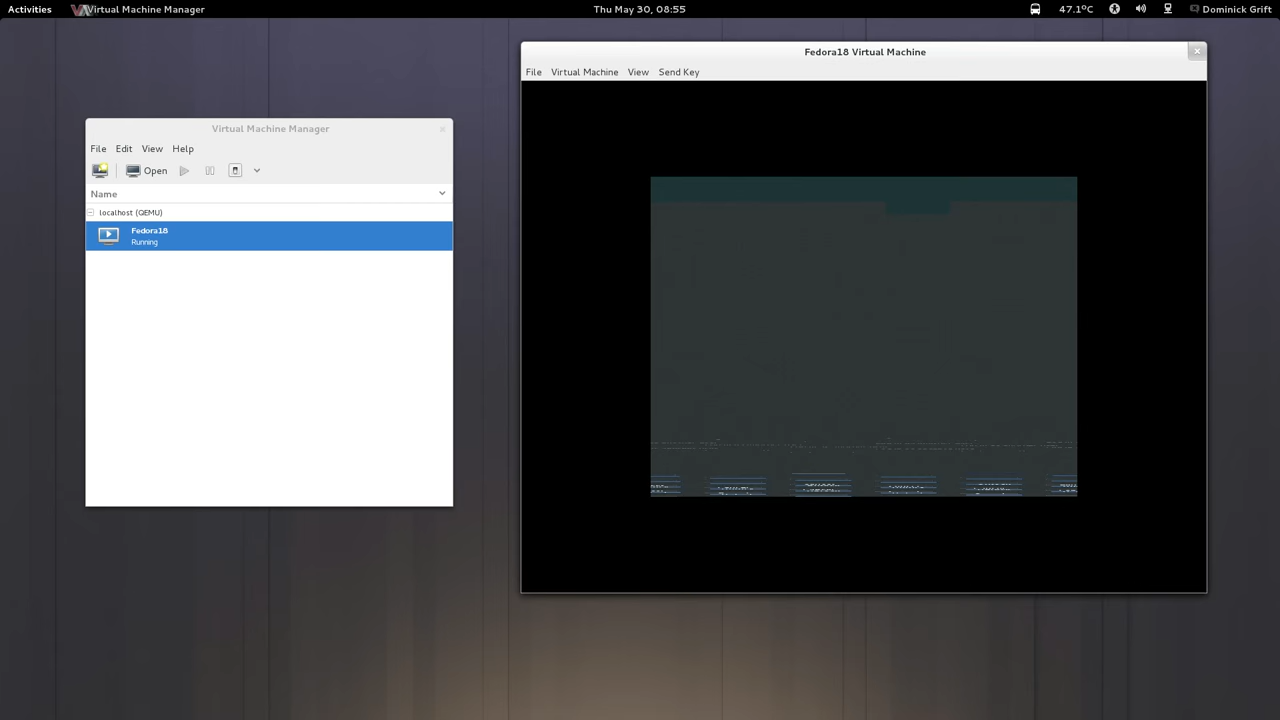 Activities Virtual Machine Manager Thu May 30, 08:55 47.1°C Dominick Grift
Fedora18 Virtual Machine
File Virtual Machine View Send Key
Virtual Machine Manager
File Edit View Help
Open
Name
localhost (QEMU)
Fedora18
Running